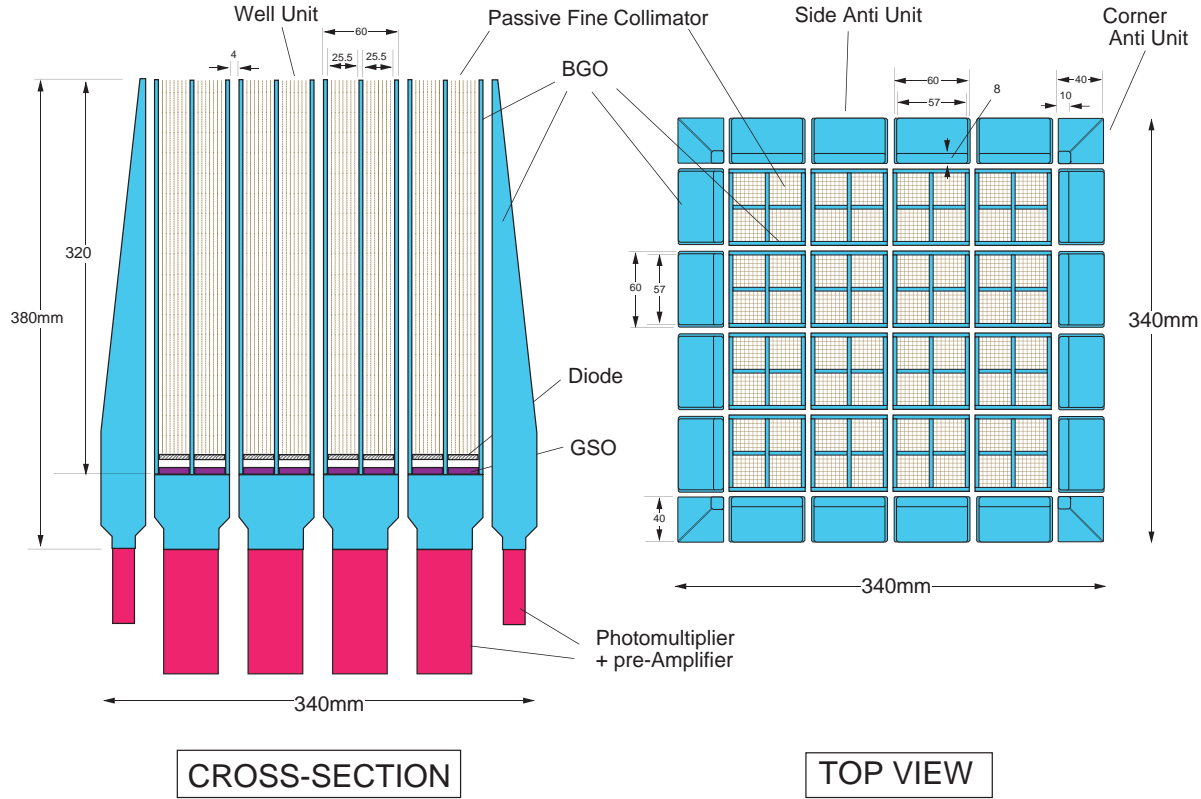 Well Unit
Passive Fine Collimator
Side Anti Unit
Corner
Anti Unit
60
4
25.5
25.5
BGO
60
57
8
40
10
320
380mm
60
57
340mm
Diode
GSO
40
340mm
Photomultiplier
+ pre-Amplifier
340mm
CROSS-SECTION
TOP VIEW